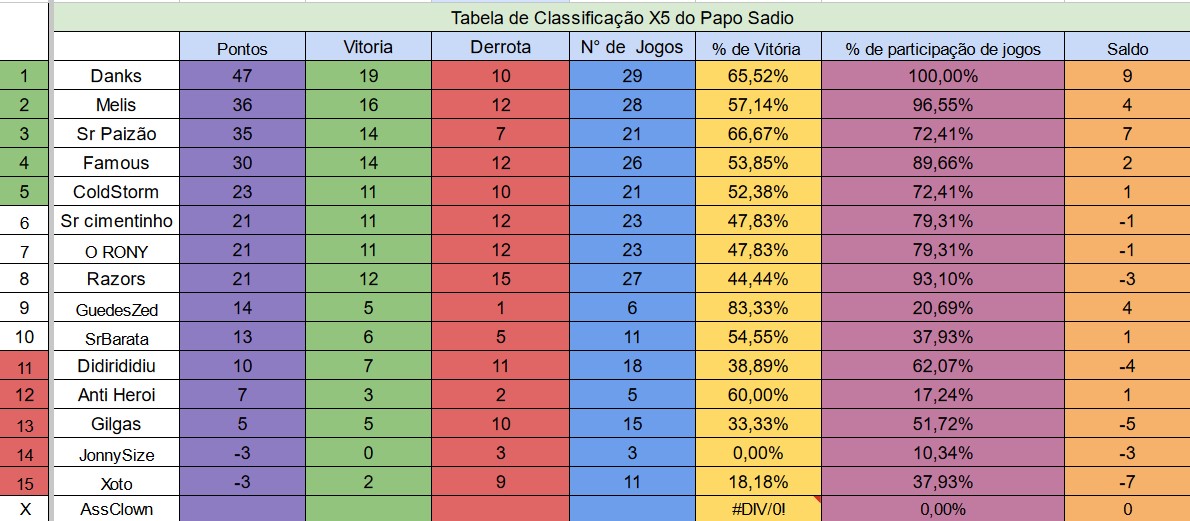 Tabela de Classificação X5 do Papo Sadio
Pontos Vitoria Derrota N° de Jogos % de Vitória % de participação de jogos Saldo
1 Danks 47 19 10 29 65,52% 100,00% 9
2 Melis 36 16 12 28 57,14% 96,55% 4
3 Sr Paizão 35 14 7 21 66,67% 72,41% 7
4 Famous 30 14 12 26 53,85% 89,66% 2
5 ColdStorm 23 11 10 21 52,38% 72,41% 1
6 Sr cimentinho 21 11 12 23 47,83% 79,31% -1
7 O RONY 21 11 12 23 47,83% 79,31% -1
8 Razors 21 12 15 27 44,44% 93,10% -3
9 GuedesZed 14 5 1 6 83,33% 20,69% 4
10 SrBarata 13 6 5 11 54,55% 37,93% 1
11 Didirididiu 10 7 11 18 38,89% 62,07% -4
12 Anti Heroi 7 3 2 5 60,00% 17,24% 1
13 Gilgas 5 5 10 15 33,33% 51,72% -5
14 JonnySize -3 0 3 3 0,00% 10,34% -3
15 Xoto -3 2 9 11 18,18% 37,93% -7
X AssClown #DIV/0! 0,00% 0